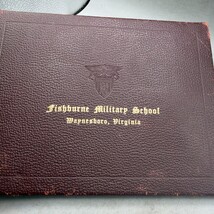 Fishburne Military School
Waynesboro, Virginia